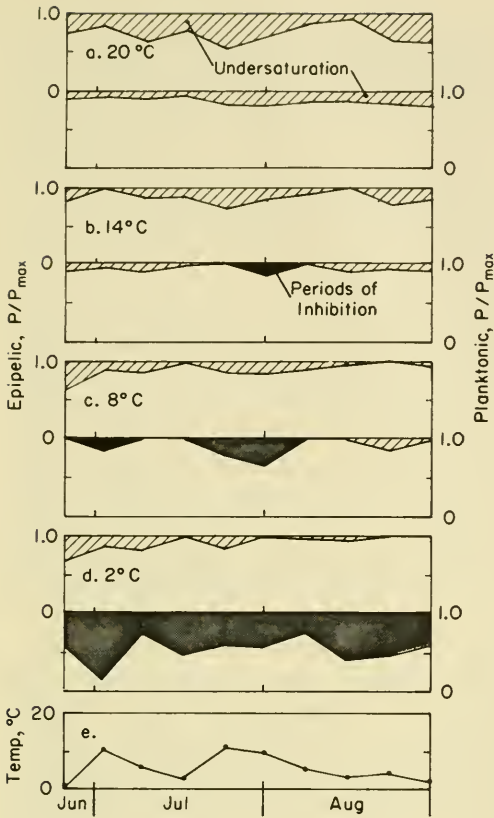 1.0
a. 20°C
Undersaturation
0
1.0
0
1.0
b. 14°C
0
1.0
Periods of
Inhibition
0
1.0
c. 8°C
0
1.0
0
1.0
d. 2°C
0
1.0
0
Epipelic, P/Pmax
Planktonic, P/Pmax
20
e.
0
Temp, °C
Jun
Jul
Aug